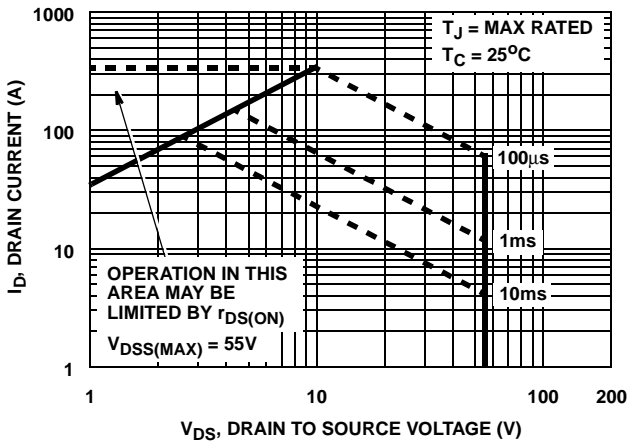 1000
T_J = MAX RATED
T_C = 25°C
100
I_D, DRAIN CURRENT (A)
100μs
1ms
10
10ms
OPERATION IN THIS
AREA MAY BE
LIMITED BY r_DS(ON)
V_DSS(MAX) = 55V
1
1
10
100
200
V_DS, DRAIN TO SOURCE VOLTAGE (V)